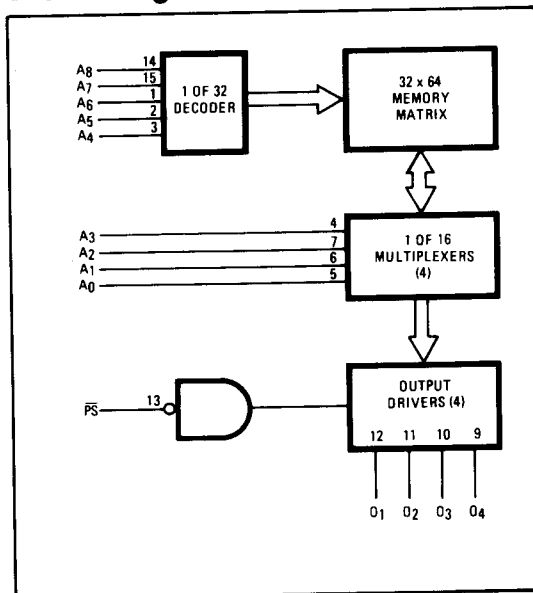 14
A8
15
A7
1
A6
2
A5
3
A4
1 OF 32
DECODER
32 x 64
MEMORY
MATRIX
4
A3
7
A2
6
A1
5
A0
1 OF 16
MULTIPLEXERS
(4)
13
PS
OUTPUT
DRIVERS (4)
12 11 10 9
O1 O2 O3 O4